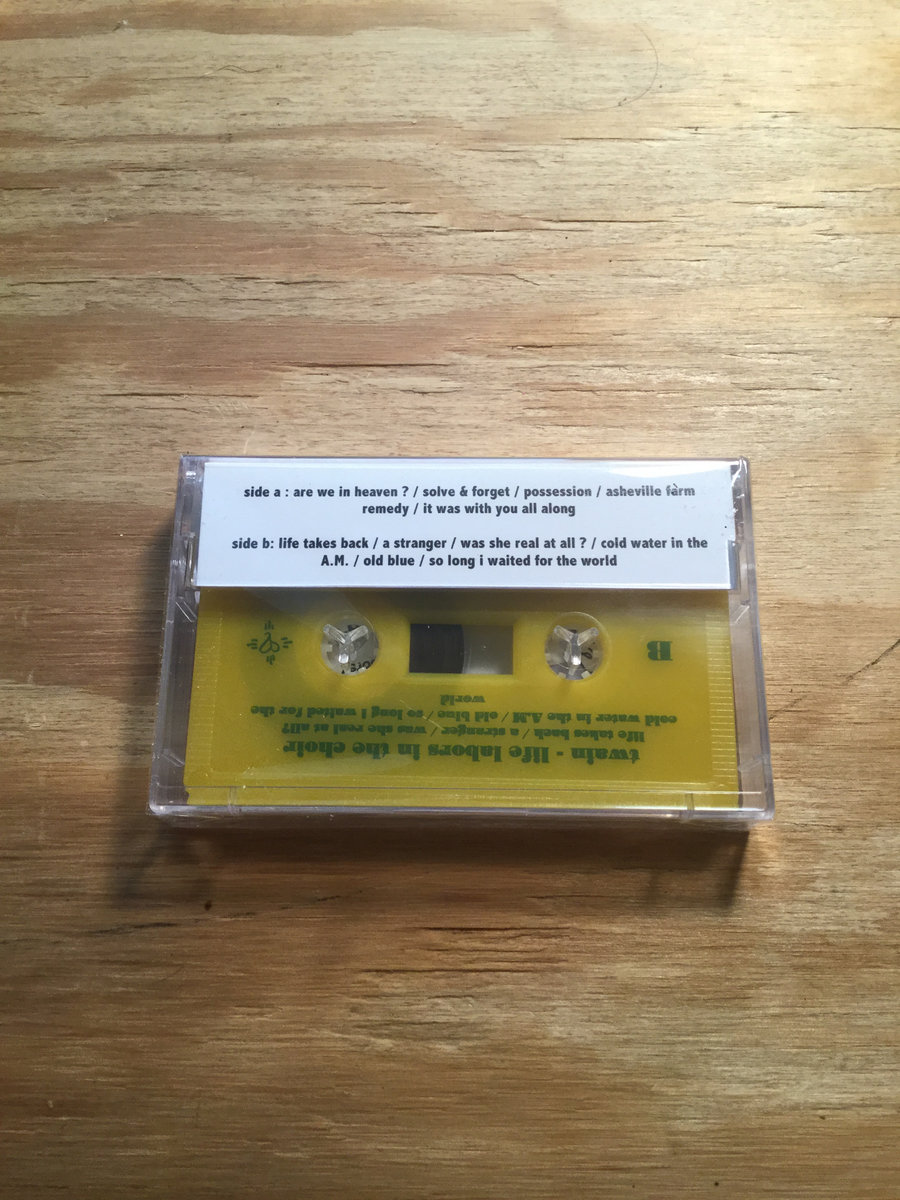 side a : are we in heaven ? / solve & forget / possession / asheville farm
remedy / it was with you all along
side b: life takes back / a stranger / was she real at all ? / cold water in the
A.M. / old blue / so long i waited for the world
B
twain - life labors in the choir
life takes back / a stranger / was she real at all?
cold water in the A.M / old blue / so long I waited for the
world